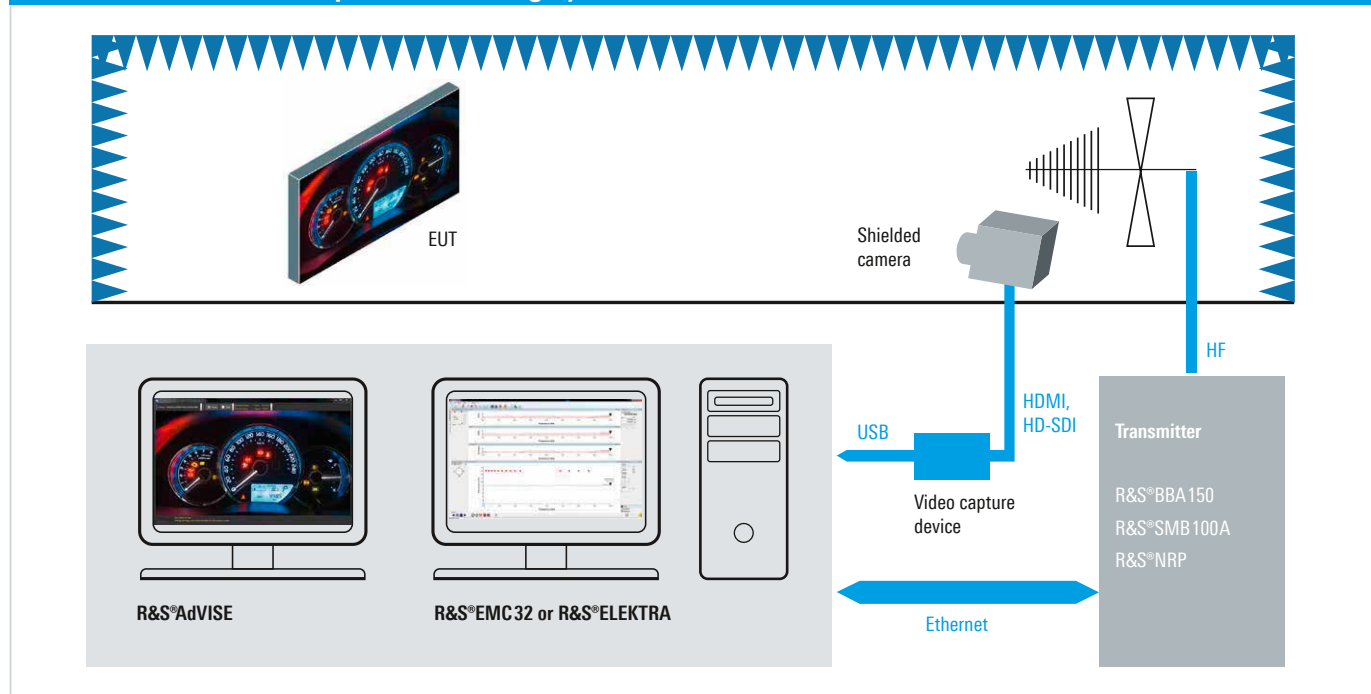 EUT
Shielded
camera
HF
HDMI,
HD-SDI
USB
Video capture
device
Transmitter
R&S®BBA150
R&S®SMB100A
R&S®NRP
Ethernet
R&S®AdVISE
R&S®EMC32 or R&S®ELEKTRA